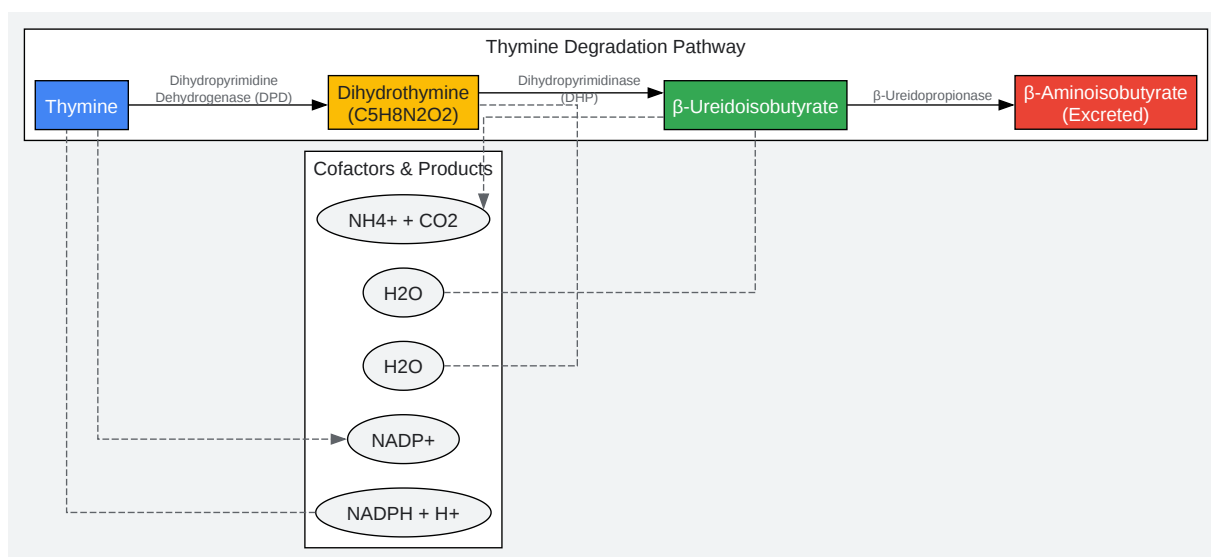 Thymine Degradation Pathway
Thymine
Dihydropyrimidine
Dehydrogenase (DPD)
Dihydrothymine
(C5H8N2O2)
Dihydropyrimidinase
(DHP)
β-Ureidoisobutyrate
β-Ureidopropionase
β-Aminoisobutyrate
(Excreted)
Cofactors & Products
NH4+ + CO2
H2O
H2O
NADP+
NADPH + H+